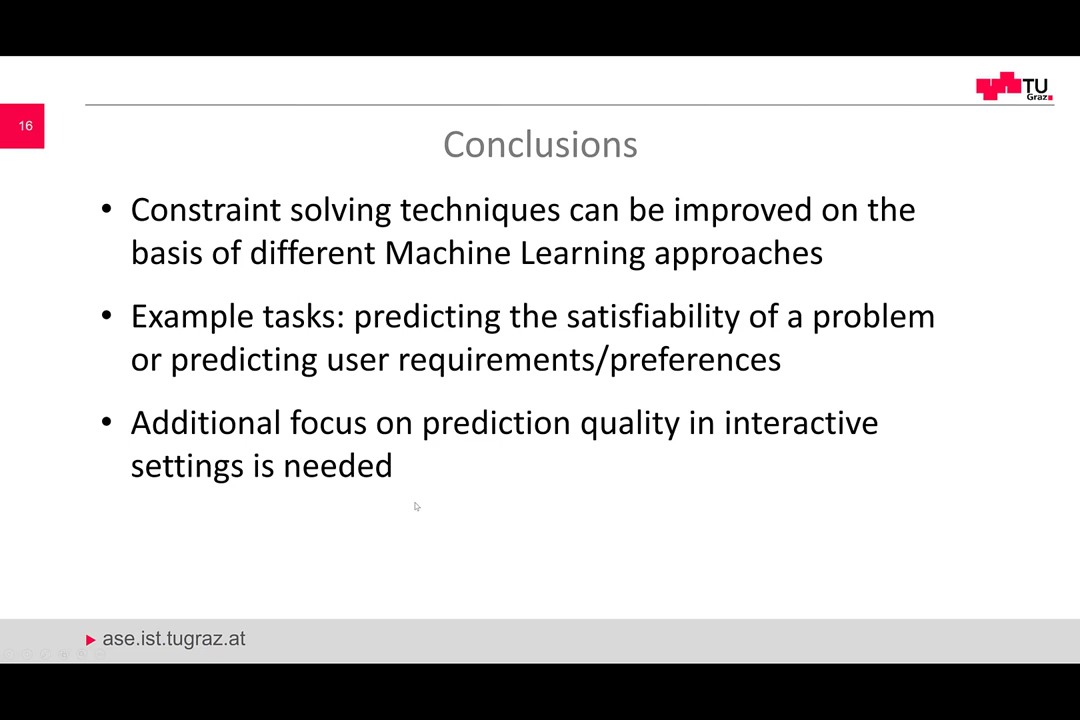 TU
Graz
16
Conclusions
• Constraint solving techniques can be improved on the
basis of different Machine Learning approaches
• Example tasks: predicting the satisfiability of a problem
or predicting user requirements/preferences
• Additional focus on prediction quality in interactive
settings is needed
ase.ist.tugraz.at